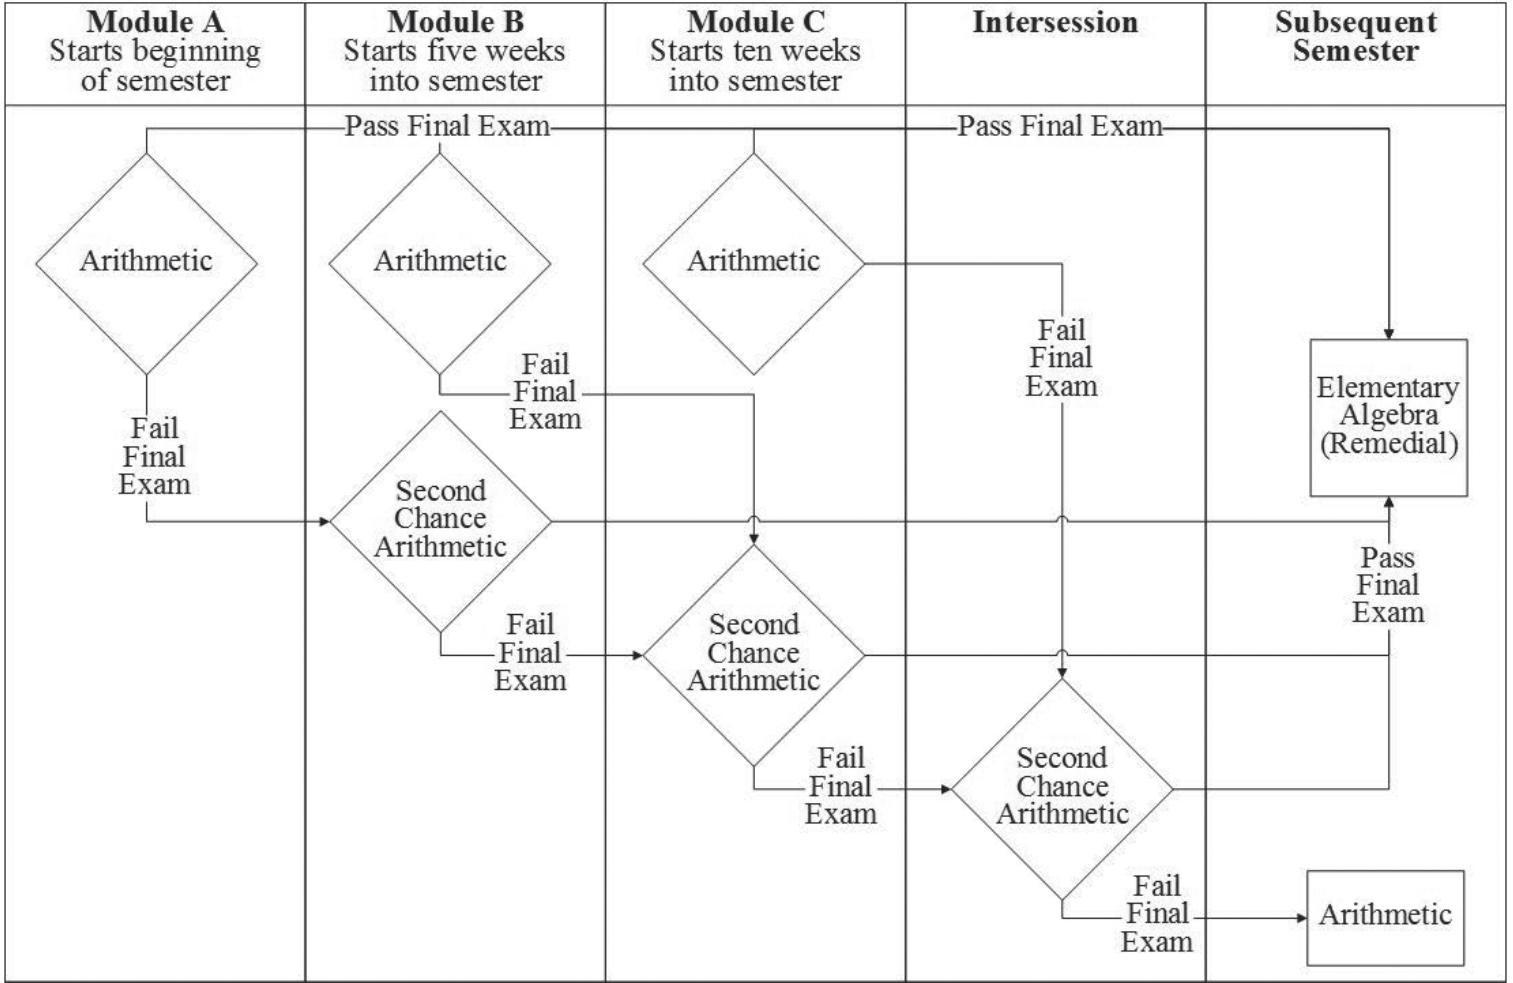 Module A
Starts beginning
of semester
Module B
Starts five weeks
into semester
Module C
Starts ten weeks
into semester
Intersession
Subsequent
Semester
Pass Final Exam
Pass Final Exam
Arithmetic
Arithmetic
Arithmetic
Fail
Final
Exam
Fail
Final
Exam
Fail
Final
Exam
Elementary
Algebra
(Remedial)
Second
Chance
Arithmetic
Pass
Final
Exam
Fail
Final
Exam
Second
Chance
Arithmetic
Fail
Final
Exam
Second
Chance
Arithmetic
Fail
Final
Exam
Arithmetic